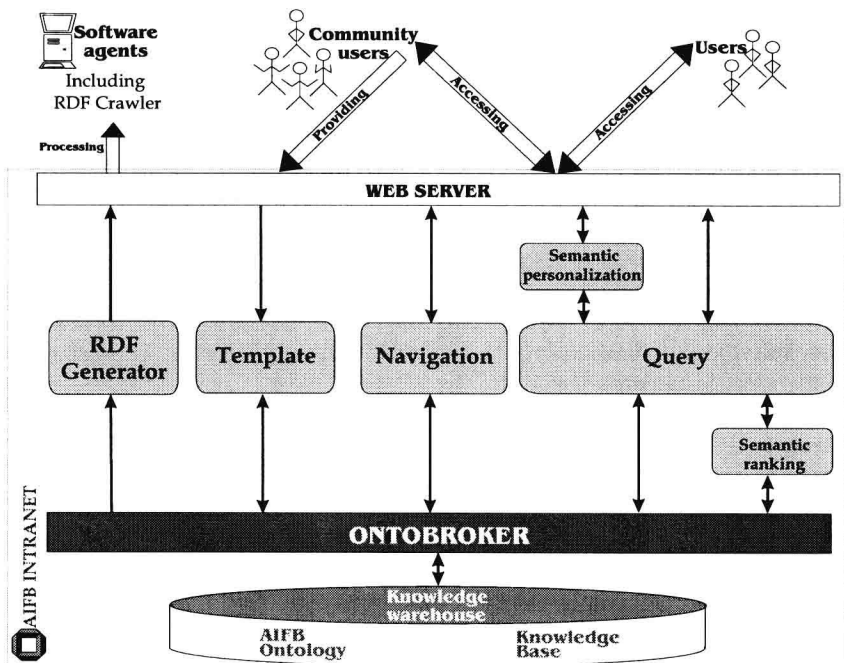 Software
agents
Including
RDF Crawler
Community
users
Users
Processing
Providing
Accessing
Accessing
WEB SERVER
Semantic
personalization
RDF
Generator
Template
Navigation
Query
Semantic
ranking
ONTOBROKER
AIFB INTRANET
Knowledge
warehouse
AIFB
Ontology
Knowledge
Base